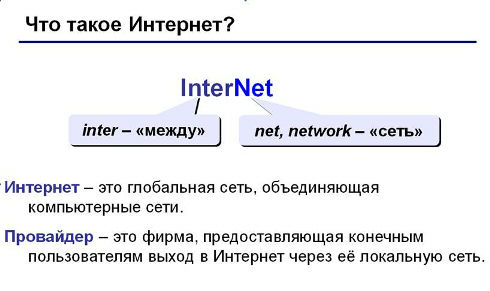 Что такое Интернет?
InterNet
inter – «между»
net, network – «сеть»
Интернет – это глобальная сеть, объединяющая
компьютерные сети.
Провайдер – это фирма, предоставляющая конечным
пользователям выход в Интернет через её локальную сеть.